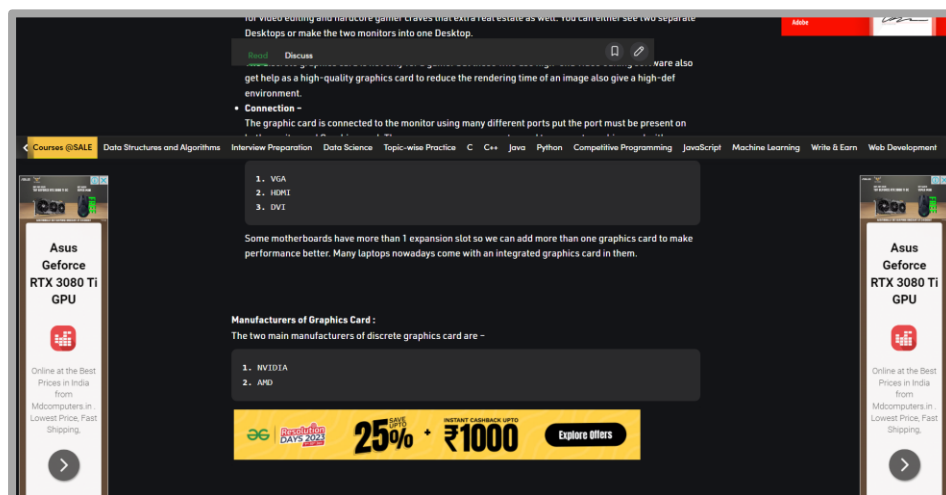 for video editing and hardcore gamer craves that extra real estate as well. You can either see two separate
Desktops or make the two monitors into one Desktop.
Adobe
Read Discuss
get help as a high-quality graphics card to reduce the rendering time of an image also give a high-def
environment.
• Connection –
The graphic card is connected to the monitor using many different ports put the port must be present on
Courses @SALE Data Structures and Algorithms Interview Preparation Data Science Topic-wise Practice C C++ Java Python Competitive Programming JavaScript Machine Learning Write & Earn Web Development
1. VGA
2. HDMI
3. DVI
Some motherboards have more than 1 expansion slot so we can add more than one graphics card to make
performance better. Many laptops nowadays come with an integrated graphics card in them.
Manufacturers of Graphics Card :
The two main manufacturers of discrete graphics card are –
1. NVIDIA
2. AMD
Resolution
DAYS 2023
SAVE
UPTO
25% +
INSTANT CASHBACK UPTO
₹1000
Explore Offers
Asus
Geforce
RTX 3080 Ti
GPU
Online at the Best
Prices in India
from
Mdcomputers.in .
Lowest Price, Fast
Shipping,
Asus
Geforce
RTX 3080 Ti
GPU
Online at the Best
Prices in India
from
Mdcomputers.in .
Lowest Price, Fast
Shipping,